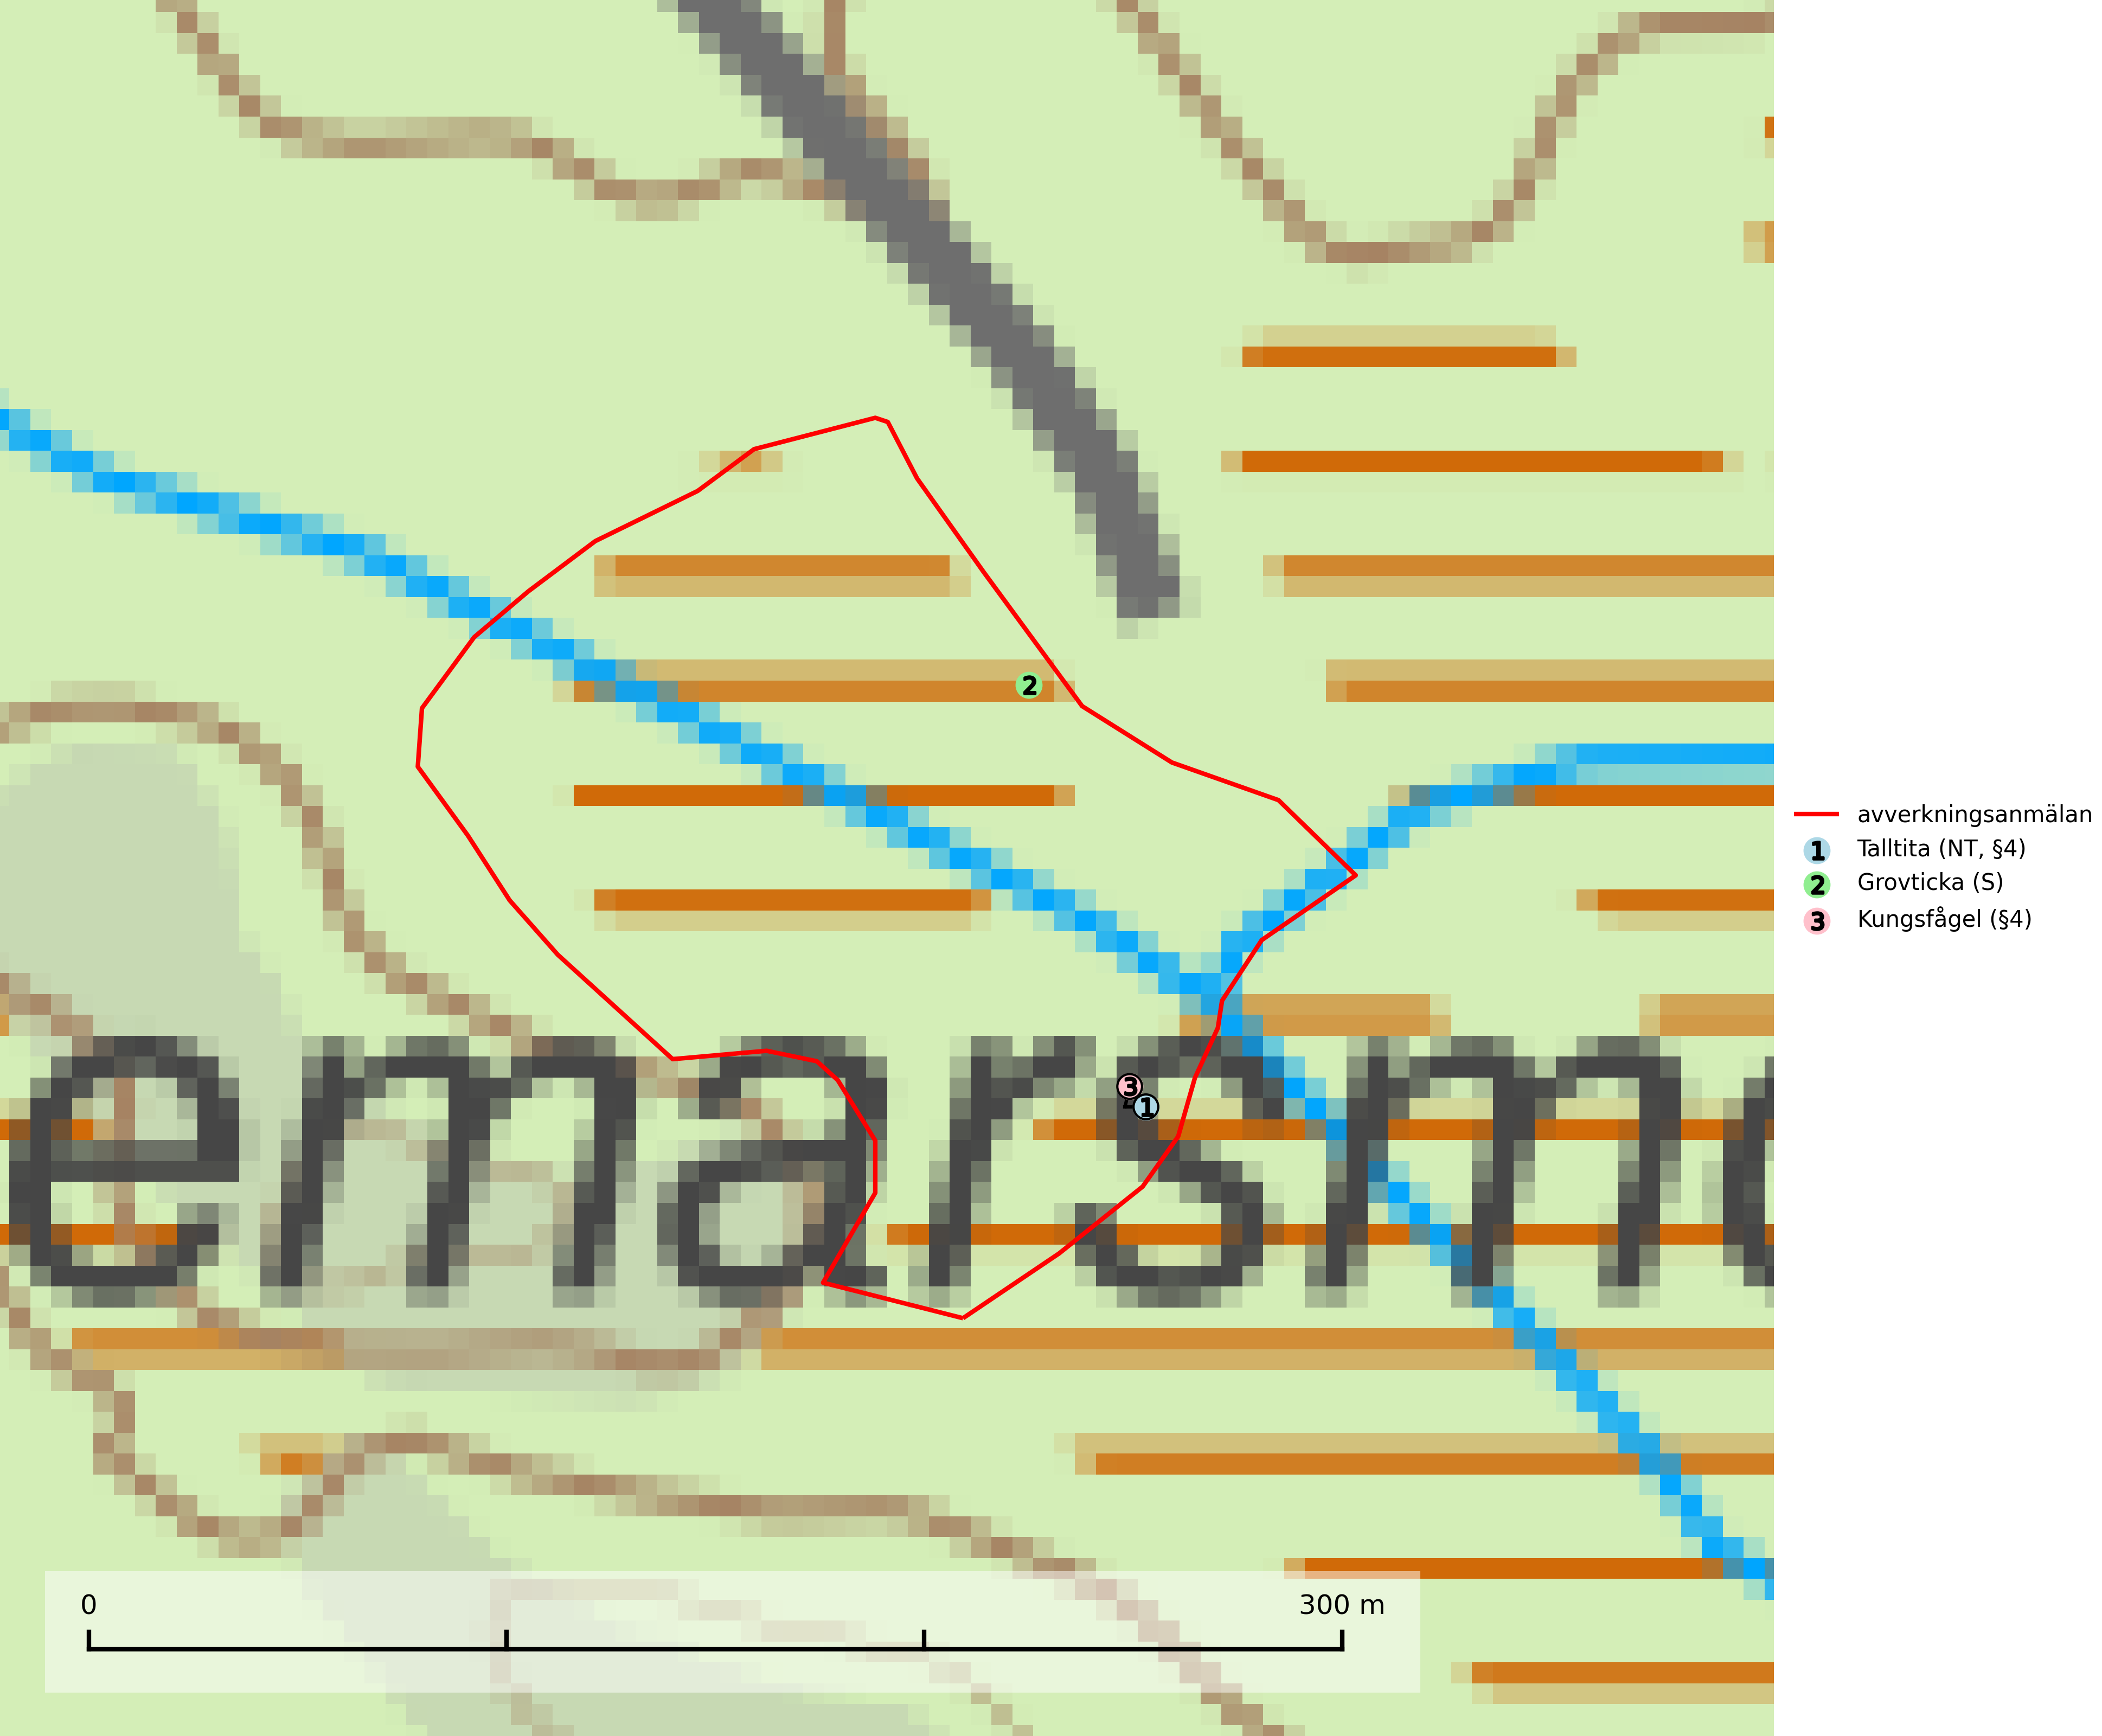 2
emarsm
3
1
avverkningsanmälan
1 Talltita (NT, §4)
2 Grovticka (S)
3 Kungsfågel (§4)
0 300 m